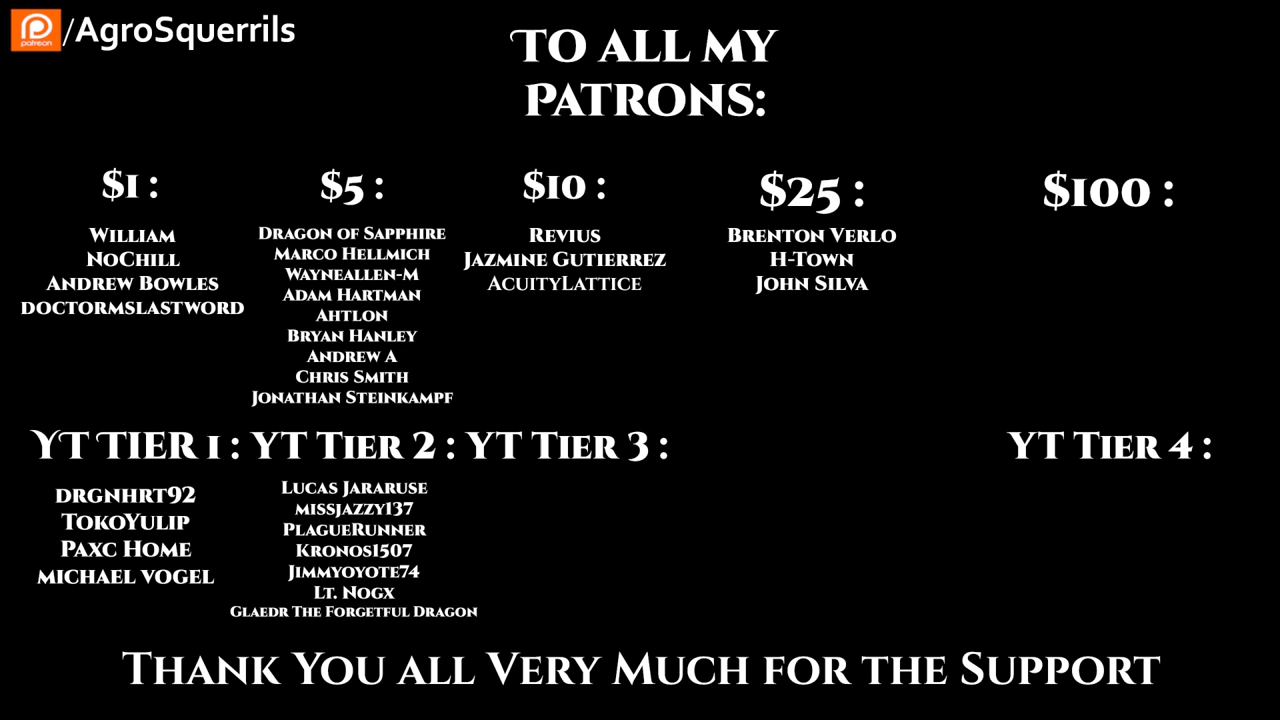 patreon
/AgroSquerrils
To all my
Patrons:
$1 :
William
NoChill
Andrew Bowles
doctormslastword
$5 :
Dragon of Sapphire
Marco Hellmich
Wayneallen-M
Adam Hartman
Ahtlon
Bryan Hanley
Andrew A
Chris Smith
Jonathan Steinkampf
$10 :
Revius
Jazmine Gutierrez
AcuityLattice
$25 :
Brenton Verlo
H-Town
John Silva
$100 :
YT Tier 1 :
drgnhrt92
TokoYulip
Paxc Home
michael vogel
YT Tier 2 :
Lucas Jararuse
missjazzy137
PlagueRunner
Kronos1507
Jimmyoyote74
Lt. Nogx
Glaedr The Forgetful Dragon
YT Tier 3 :
YT Tier 4 :
Thank You all Very Much for the Support